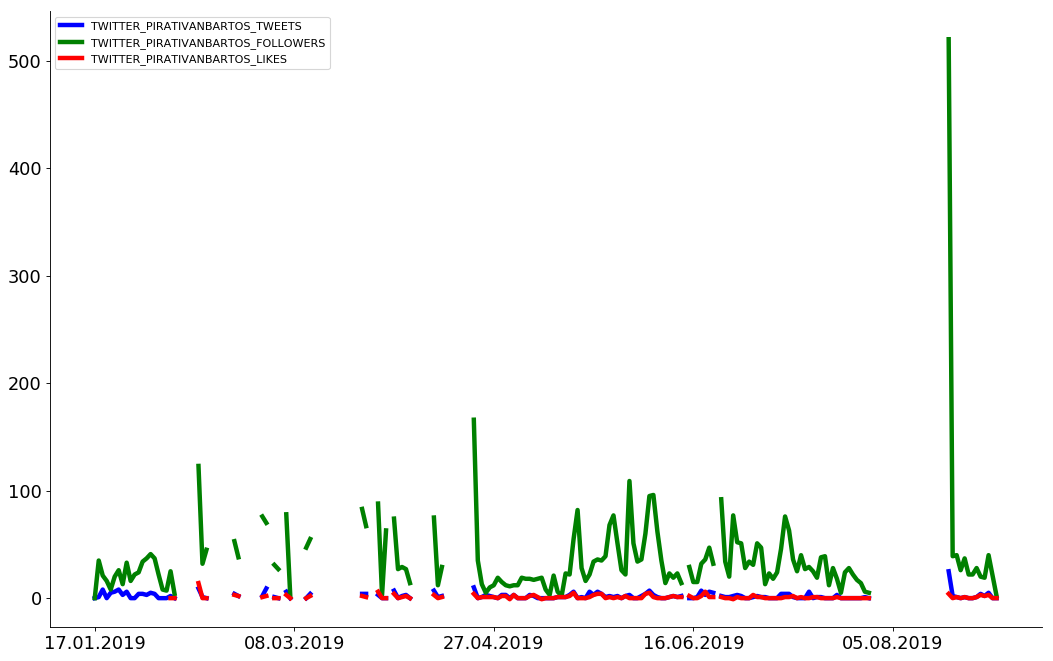 TWITTER_PIRATIVANBARTOS_TWEETS
TWITTER_PIRATIVANBARTOS_FOLLOWERS
TWITTER_PIRATIVANBARTOS_LIKES
500
400
300
200
100
0
17.01.2019 08.03.2019 27.04.2019 16.06.2019 05.08.2019